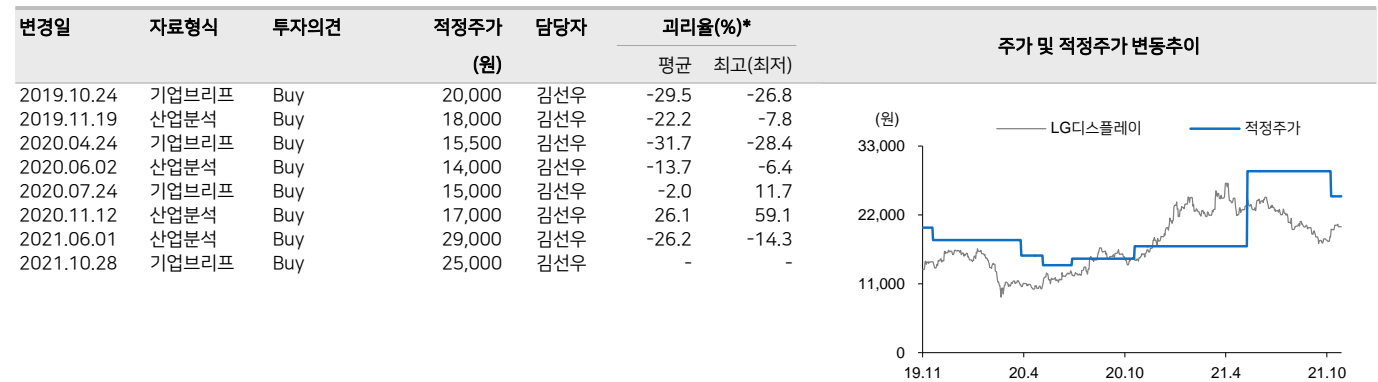 변경일 자료형식 투자의견 적정주가 담당자 괴리율(%)* 주가 및 적정주가 변동추이
(원) 평균 최고(최저)
2019.10.24 기업브리프 Buy 20,000 김선우 -29.5 -26.8
2019.11.19 산업분석 Buy 18,000 김선우 -22.2 -7.8
2020.04.24 기업브리프 Buy 15,500 김선우 -31.7 -28.4
2020.06.02 산업분석 Buy 14,000 김선우 -13.7 -6.4
2020.07.24 기업브리프 Buy 15,000 김선우 -2.0 11.7
2020.11.12 산업분석 Buy 17,000 김선우 26.1 59.1
2021.06.01 산업분석 Buy 29,000 김선우 -26.2 -14.3
2021.10.28 기업브리프 Buy 25,000 김선우 - -
(원) LG디스플레이 적정주가
33,000
22,000
11,000
0
19.11 20.4 20.10 21.4 21.10